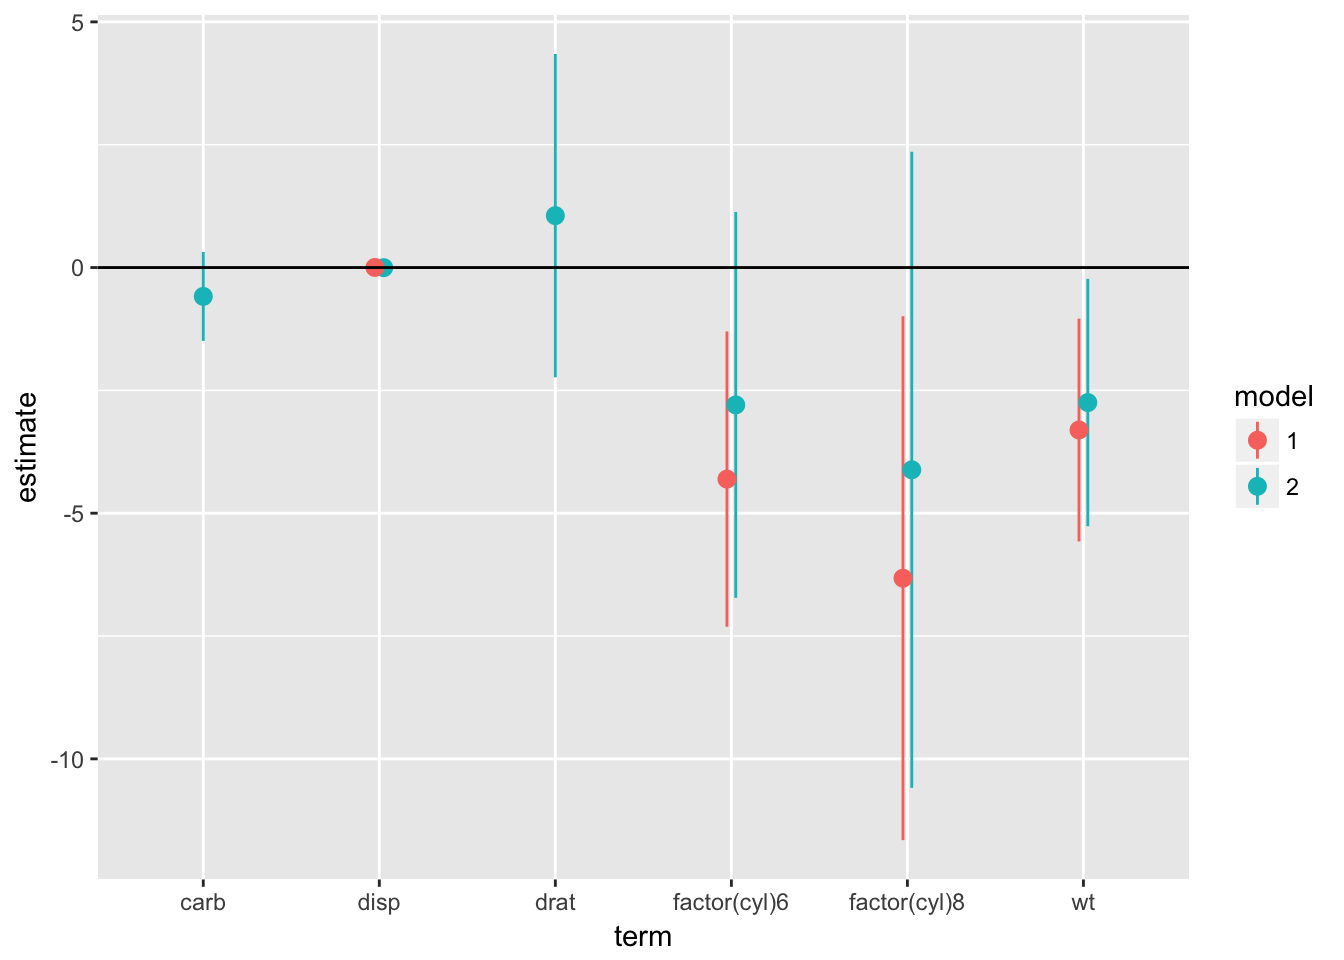 5
0
-5
-10
estimate
carb
disp
drat
factor(cyl)6
factor(cyl)8
wt
term
model
1
2